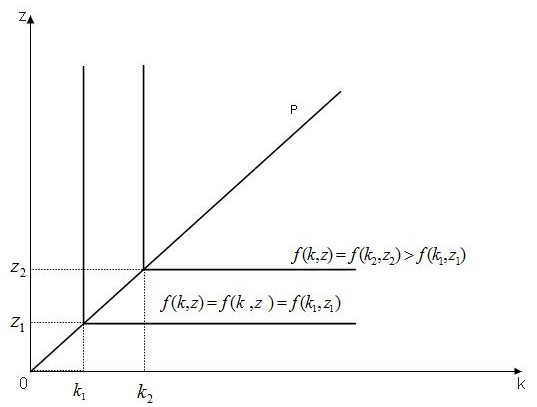 z
P
f(k,z)=f(k₂,z₂)>f(k₁,z₁)
z₂
f(k,z)=f(k ,z )=f(k₁,z₁)
z₁
0
k₁
k₂
k